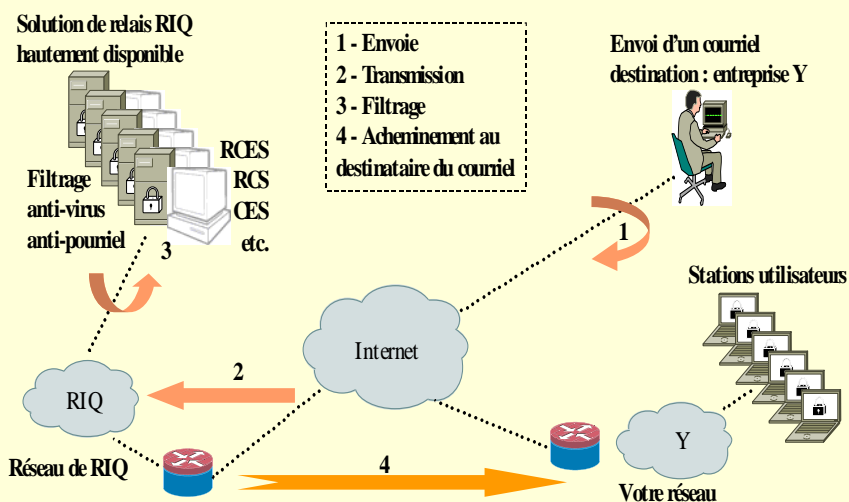 Solution de relais RIQ
hautement disponible
1 - Envoie
2 - Transmission
3 - Filtrage
4 - Acheminement au
destinataire du courriel
Envoi d'un courriel
destination : entreprise Y
RCES
RCS
CES
etc.
Filtrage
anti-virus
anti-pourriel
3
1
Stations utilisateurs
Internet
2
RIQ
Y
Réseau de RIQ
4
Votre réseau